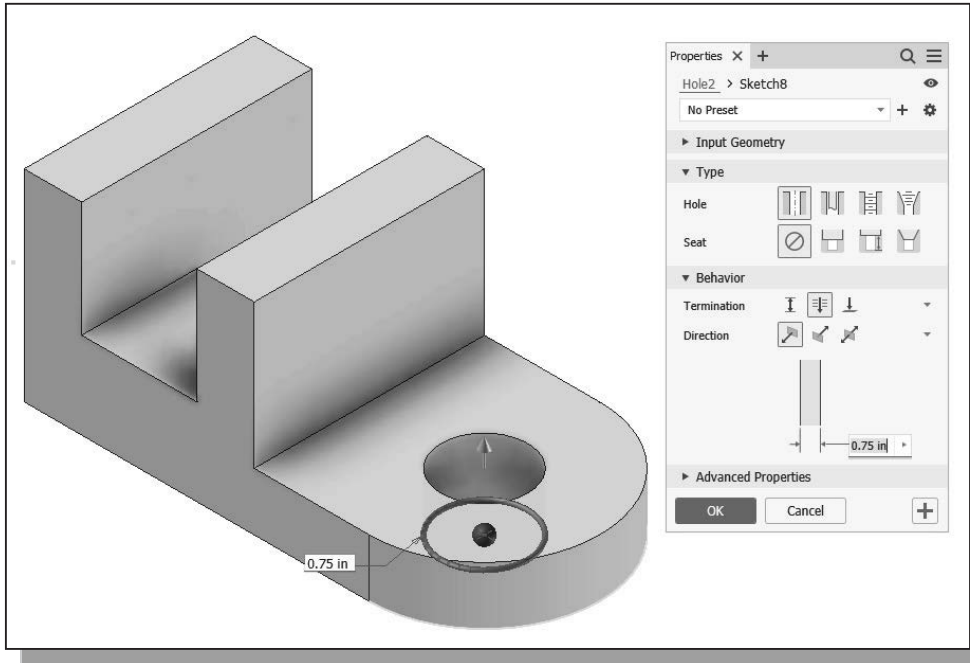 Properties
Hole2 > Sketch8
No Preset
Input Geometry
Type
Hole
Seat
Behavior
Termination
Direction
0.75 in
Advanced Properties
OK Cancel
0.75 in